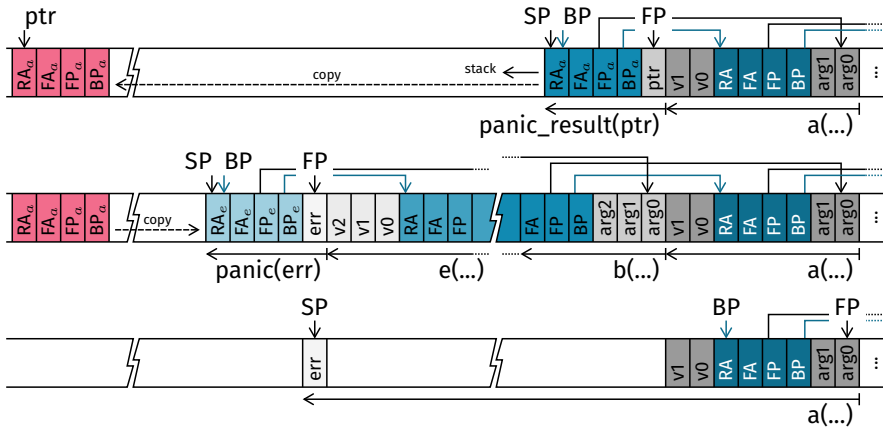 ptr SP BP FP
RAₐ FAₐ FPₐ BPₐ copy stack RAₐ FAₐ FPₐ BPₐ ptr v1 v0 RA FA FP BP arg1 arg0 ...
panic_result(ptr) a(...)
SP BP FP
RAₐ FAₐ FPₐ BPₐ copy RAₑ FAₑ FPₑ BPₑ err v2 v1 v0 RA FA FP FA FP BP arg2 arg1 arg0 v1 v0 RA FA FP BP arg1 arg0 ...
panic(err) e(...) b(...) a(...)
SP BP FP
err v1 v0 RA FA FP BP arg1 arg0 ...
a(...)